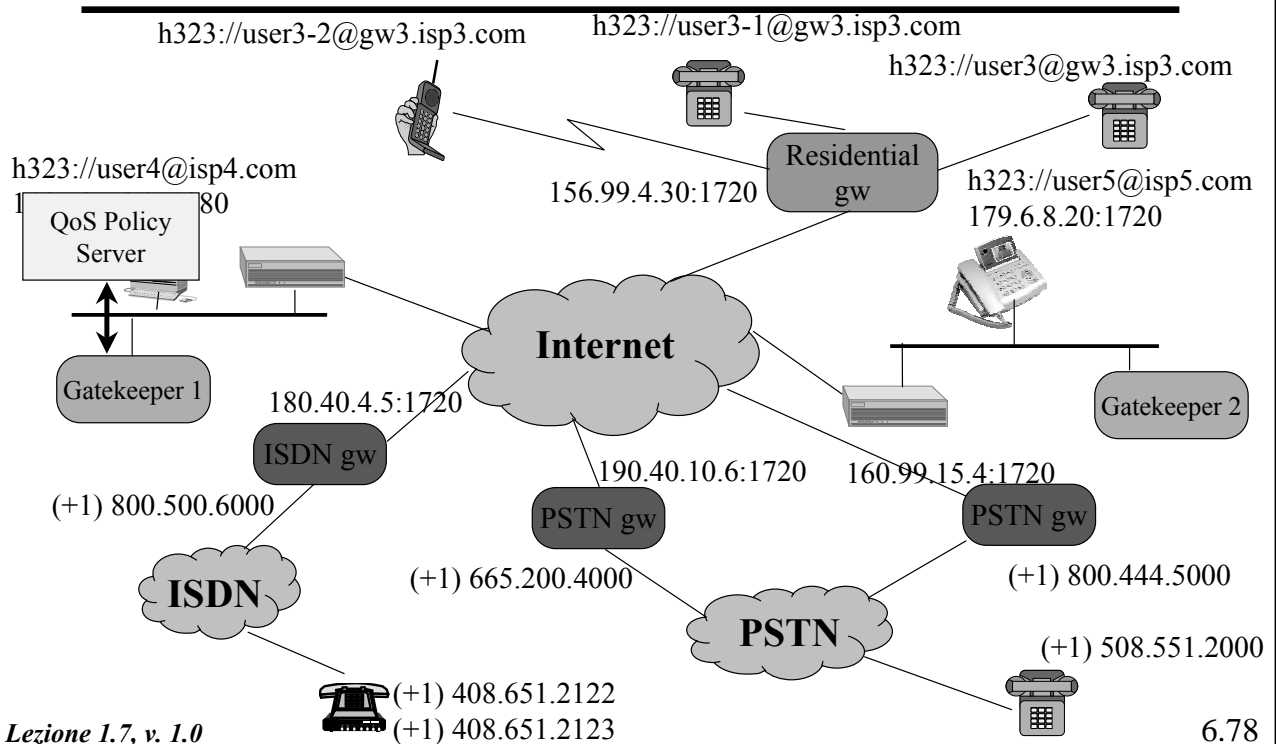 h323://user3-2@gw3.isp3.com
h323://user3-1@gw3.isp3.com
h323://user3@gw3.isp3.com
Residential
gw
156.99.4.30:1720
h323://user4@isp4.com
80
QoS Policy
Server
h323://user5@isp5.com
179.6.8.20:1720
Internet
Gatekeeper 1
Gatekeeper 2
180.40.4.5:1720
ISDN gw
(+1) 800.500.6000
190.40.10.6:1720
PSTN gw
(+1) 665.200.4000
160.99.15.4:1720
PSTN gw
(+1) 800.444.5000
ISDN
PSTN
(+1) 508.551.2000
(+1) 408.651.2122
(+1) 408.651.2123
Lezione 1.7, v. 1.0
6.78